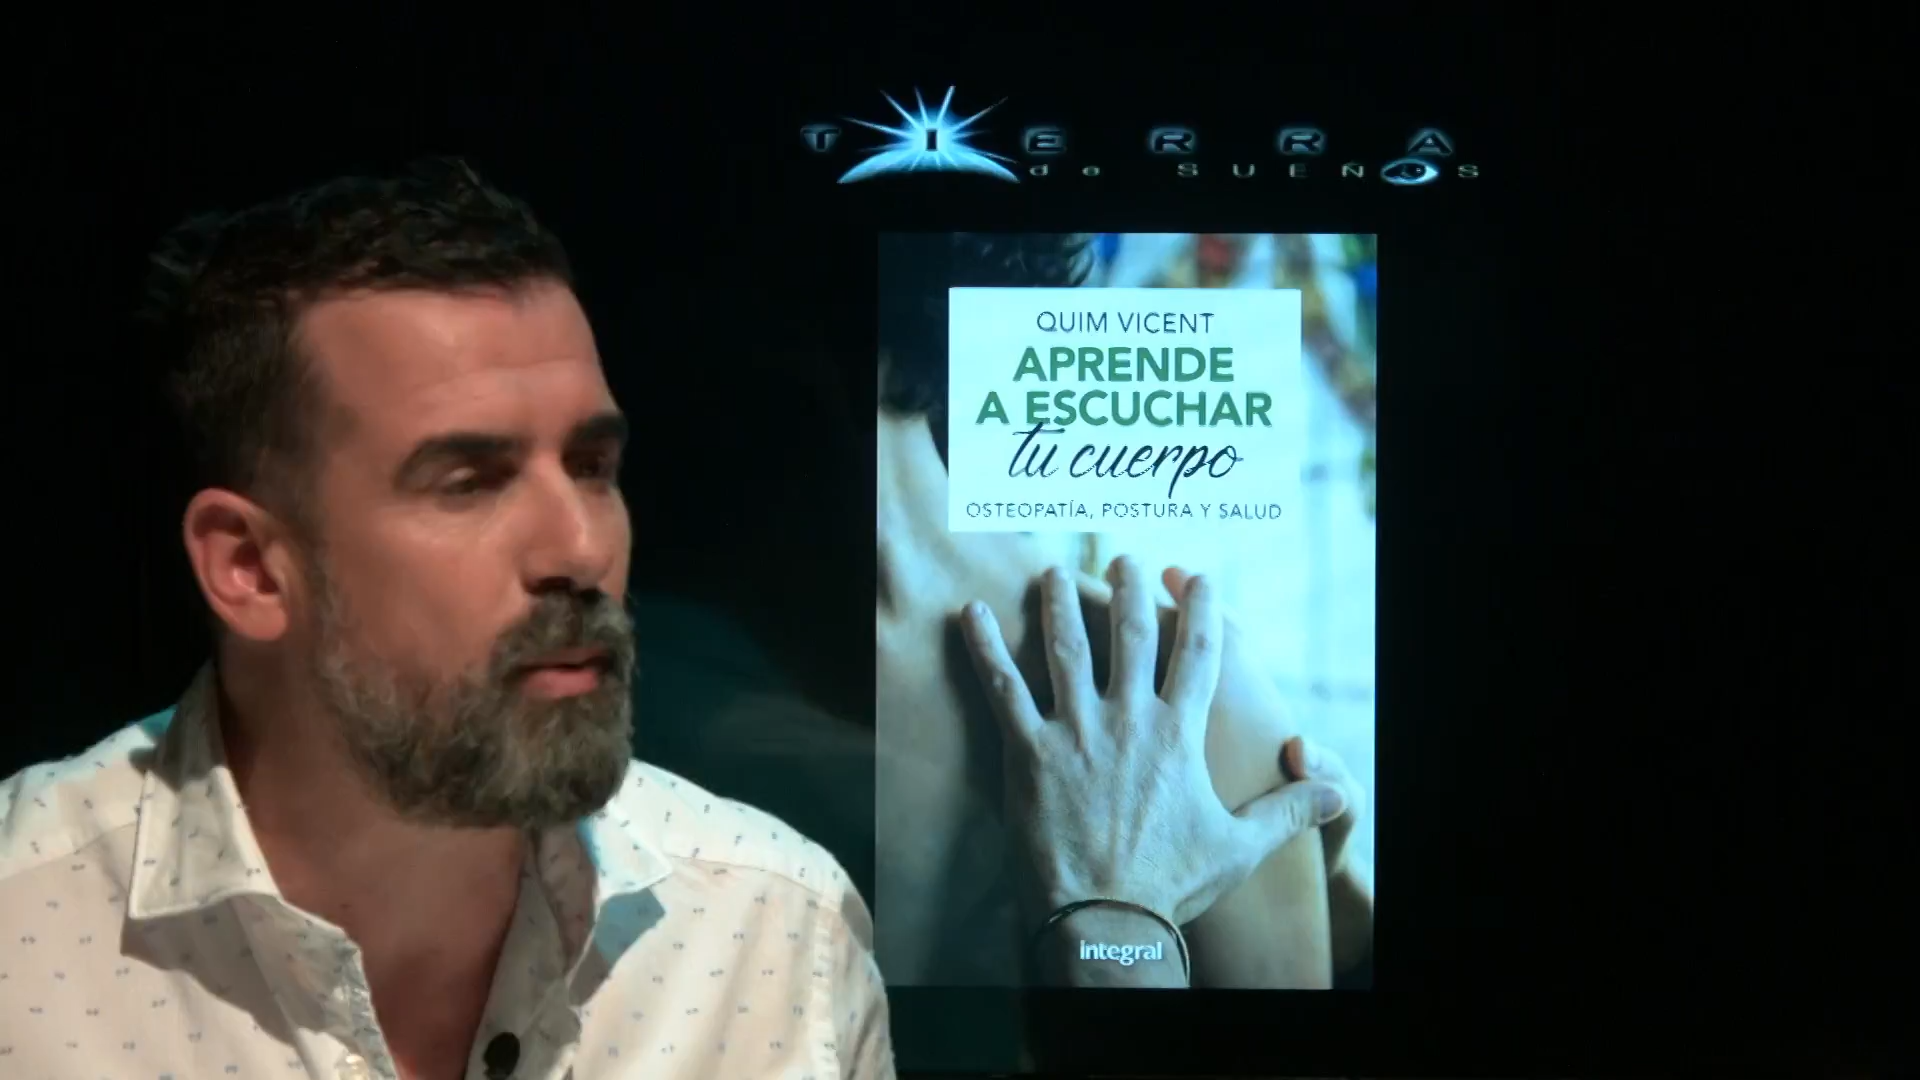 TIERRA
de SUEÑOS
QUIM VICENT
APRENDE
A ESCUCHAR
tu cuerpo
OSTEOPATÍA, POSTURA Y SALUD
integral